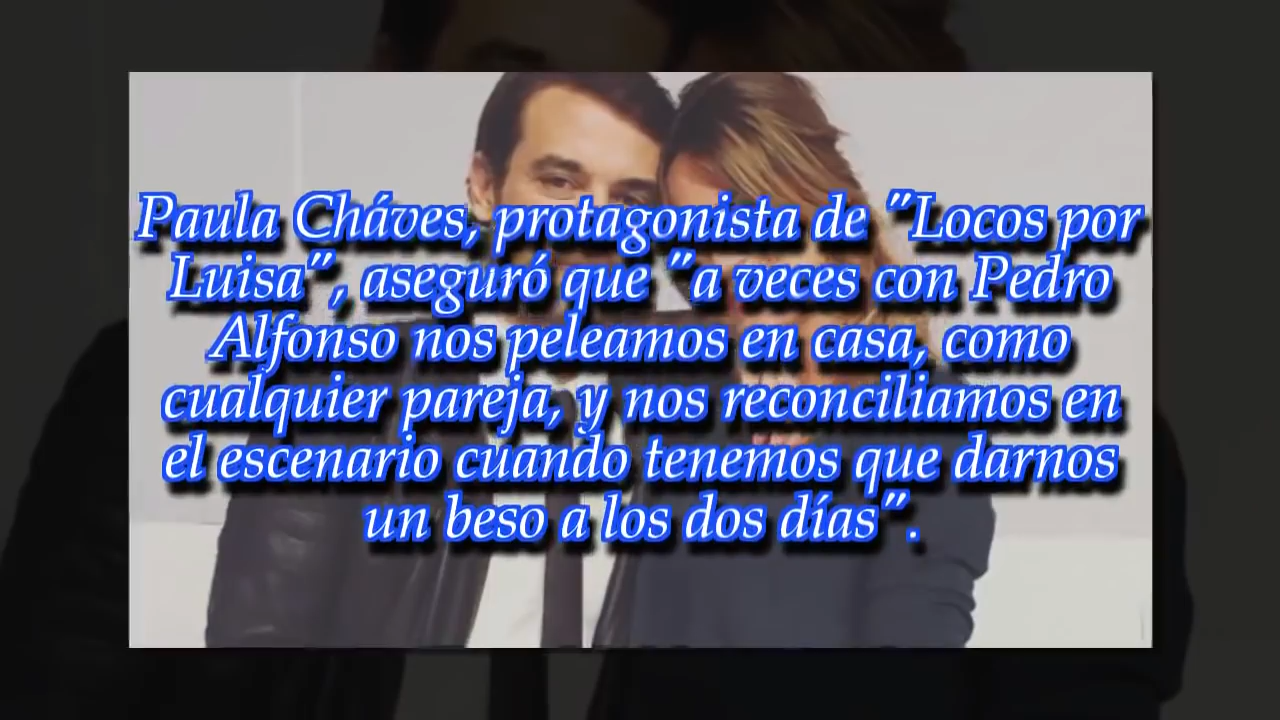 Paula Cháves, protagonista de "Locos por
Luisa", aseguró que "a veces con Pedro
Alfonso nos peleamos en casa, como
cualquier pareja, y nos reconciliamos en
el escenario cuando tenemos que darnos
un beso a los dos días".